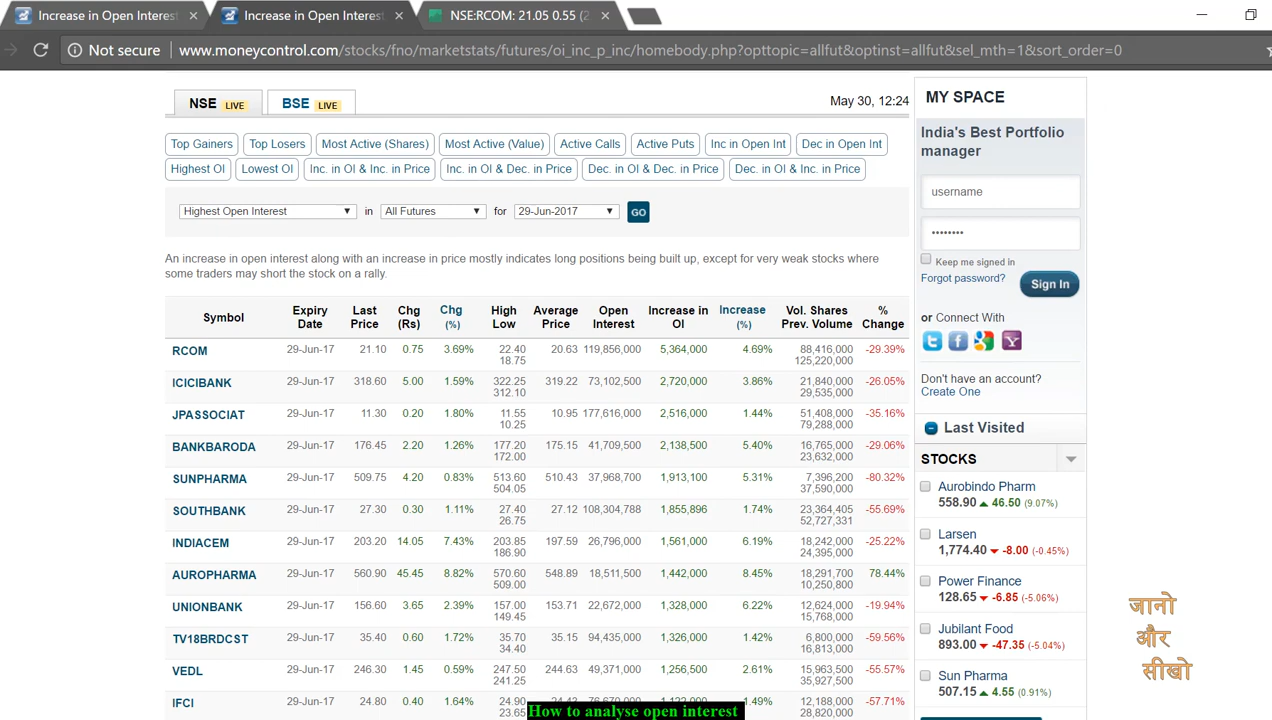 Increase in Open Interest
Increase in Open Interest
NSE:RCOM: 21.05 0.55 (2
Not secure
www.moneycontrol.com/stocks/fno/marketstats/futures/oi_inc_p_inc/homebody.php?opttopic=allfut&optinst=allfut&sel_mth=1&sort_order=0
NSE LIVE
BSE LIVE
May 30, 12:24
Top Gainers Top Losers Most Active (Shares) Most Active (Value) Active Calls Active Puts Inc in Open Int Dec in Open Int
Highest OI Lowest OI Inc. in OI & Inc. in Price Inc. in OI & Dec. in Price Dec. in OI & Dec. in Price Dec. in OI & Inc. in Price
Highest Open Interest in All Futures for 29-Jun-2017 GO
An increase in open interest along with an increase in price mostly indicates long positions being built up, except for very weak stocks where
some traders may short the stock on a rally.
Symbol Expiry Date Last Price Chg (Rs) Chg (%) High Low Average Price Open Interest Increase in OI Increase (%) Vol. Shares Prev. Volume % Change
RCOM 29-Jun-17 21.10 0.75 3.69% 22.40 20.63 119,856,000 5,364,000 4.69% 88,416,000 -29.39%
18.75 125,220,000
ICICIBANK 29-Jun-17 318.60 5.00 1.59% 322.25 319.22 73,102,500 2,720,000 3.86% 21,840,000 -26.05%
312.10 29,535,000
JPASSOCIAT 29-Jun-17 11.30 0.20 1.80% 11.55 10.95 177,616,000 2,516,000 1.44% 51,408,000 -35.16%
10.25 79,288,000
BANKBARODA 29-Jun-17 176.45 2.20 1.26% 177.20 175.15 41,709,500 2,138,500 5.40% 16,765,000 -29.06%
172.00 23,632,000
SUNPHARMA 29-Jun-17 509.75 4.20 0.83% 513.60 510.43 37,968,700 1,913,100 5.31% 7,396,200 -80.32%
504.05 37,590,000
SOUTHBANK 29-Jun-17 27.30 0.30 1.11% 27.40 27.12 108,304,788 1,855,896 1.74% 23,364,405 -55.69%
26.75 52,727,331
INDIACEM 29-Jun-17 203.20 14.05 7.43% 203.85 197.59 26,796,000 1,561,000 6.19% 18,242,000 -25.22%
186.90 24,395,000
AUROPHARMA 29-Jun-17 560.90 45.45 8.82% 570.60 548.89 18,511,500 1,442,000 8.45% 18,291,700 78.44%
509.00 10,250,800
UNIONBANK 29-Jun-17 156.60 3.65 2.39% 157.00 153.71 22,672,000 1,328,000 6.22% 12,624,000 -19.94%
149.45 15,768,000
TV18BRDCST 29-Jun-17 35.40 0.60 1.72% 35.70 35.15 94,435,000 1,326,000 1.42% 6,800,000 -59.56%
34.40 16,813,000
VEDL 29-Jun-17 246.30 1.45 0.59% 247.50 244.63 49,371,000 1,256,500 2.61% 15,963,500 -55.57%
241.25 35,927,500
IFCI 29-Jun-17 24.80 0.40 1.64% 24.90 1.49% 12,188,000 -57.71%
23.65 28,820,000
How to analyse open interest
MY SPACE
India's Best Portfolio
manager
username
••••••••
Keep me signed in
Forgot password?
Sign In
or Connect With
Don't have an account?
Create One
Last Visited
STOCKS
Aurobindo Pharm
558.90 46.50 (9.07%)
Larsen
1,774.40 -8.00 (-0.45%)
Power Finance
128.65 -6.85 (-5.06%)
Jubilant Food
893.00 -47.35 (-5.04%)
Sun Pharma
507.15 4.55 (0.91%)
जानो
और
सीखो